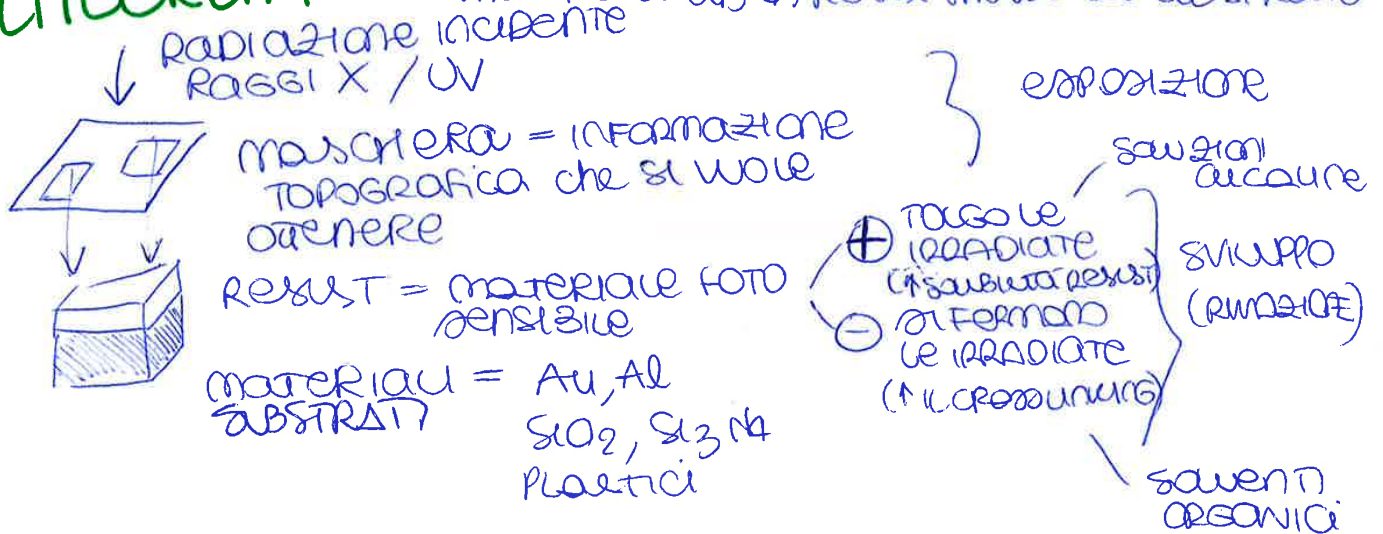 RADIAZIONE INCIDENTE
RAGGI X / UV
MASCHERA = INFORMAZIONE
TOPOGRAFICA che SI VUOLE
OTTENERE
RESIST = MATERIALE FOTO
SENSIBILE
MATERIALI = Au, Al
SUBSTRATI
SiO2, Si3N4
PLASTICI
ESPOSIZIONE
SOLUZIONI
ALCALINE
+ TOLGO LE
IRRADIATE
(↑ SOLUBILITÀ RESIST)
- SI FERMANO
LE IRRADIATE
(↑ IL CROSSLINKING)
SVILUPPO
(RIMOZIONE)
SOLVENTI
ORGANICI